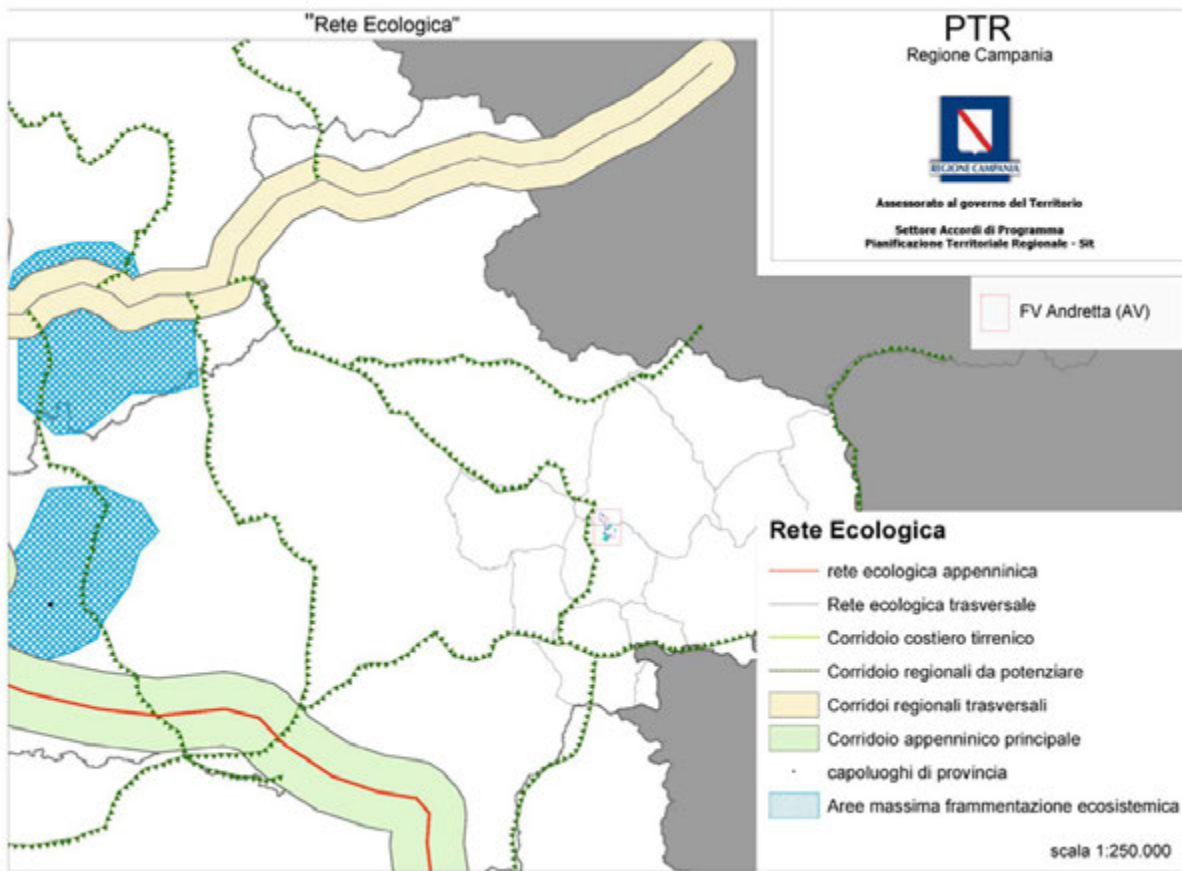 "Rete Ecologica"
PTR
Regione Campania
REGIONE CAMPANIA
Assessorato al governo del Territorio
Settore Accordi di Programma
Pianificazione Territoriale Regionale - Sit
FV Andretta (AV)
Rete Ecologica
rete ecologica appenninica
Rete ecologica trasversale
Corridoio costiero tirrenico
Corridoio regionali da potenziare
Corridoi regionali trasversali
Corridoio appenninico principale
capoluoghi di provincia
Aree massima frammentazione ecosistemica
scala 1:250.000